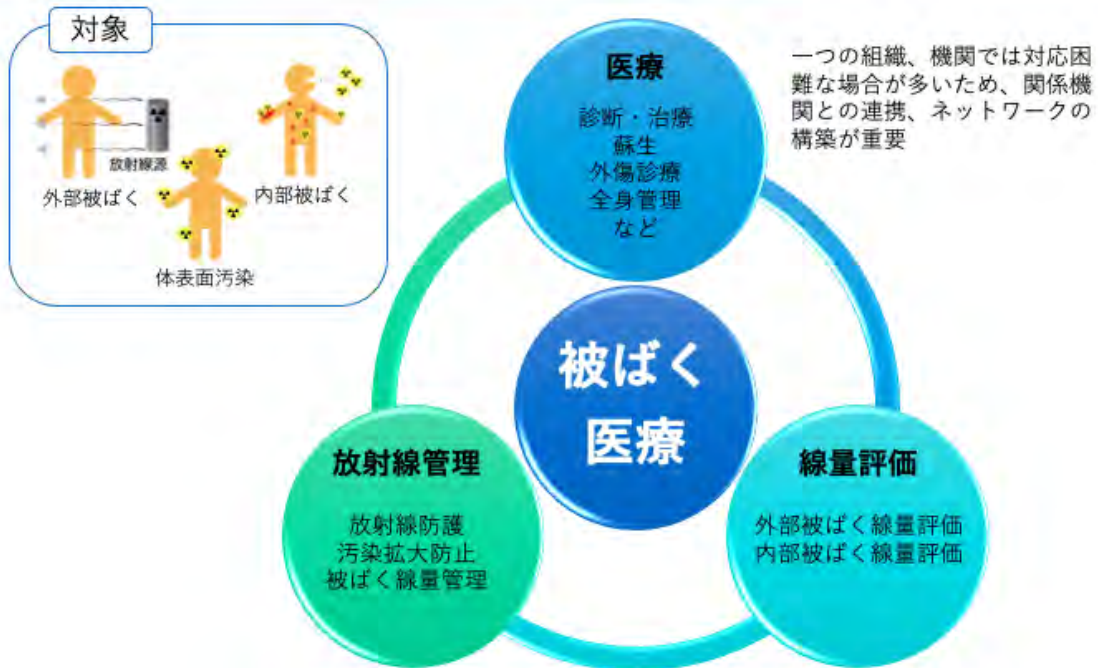 対象
放射線源
外部被ばく
内部被ばく
体表面汚染
医療
診断・治療
蘇生
外傷診療
全身管理
など
一つの組織、機関では対応困
難な場合が多いため、関係機
関との連携、ネットワークの
構築が重要
被ばく
医療
放射線管理
放射線防護
汚染拡大防止
被ばく線量管理
線量評価
外部被ばく線量評価
内部被ばく線量評価